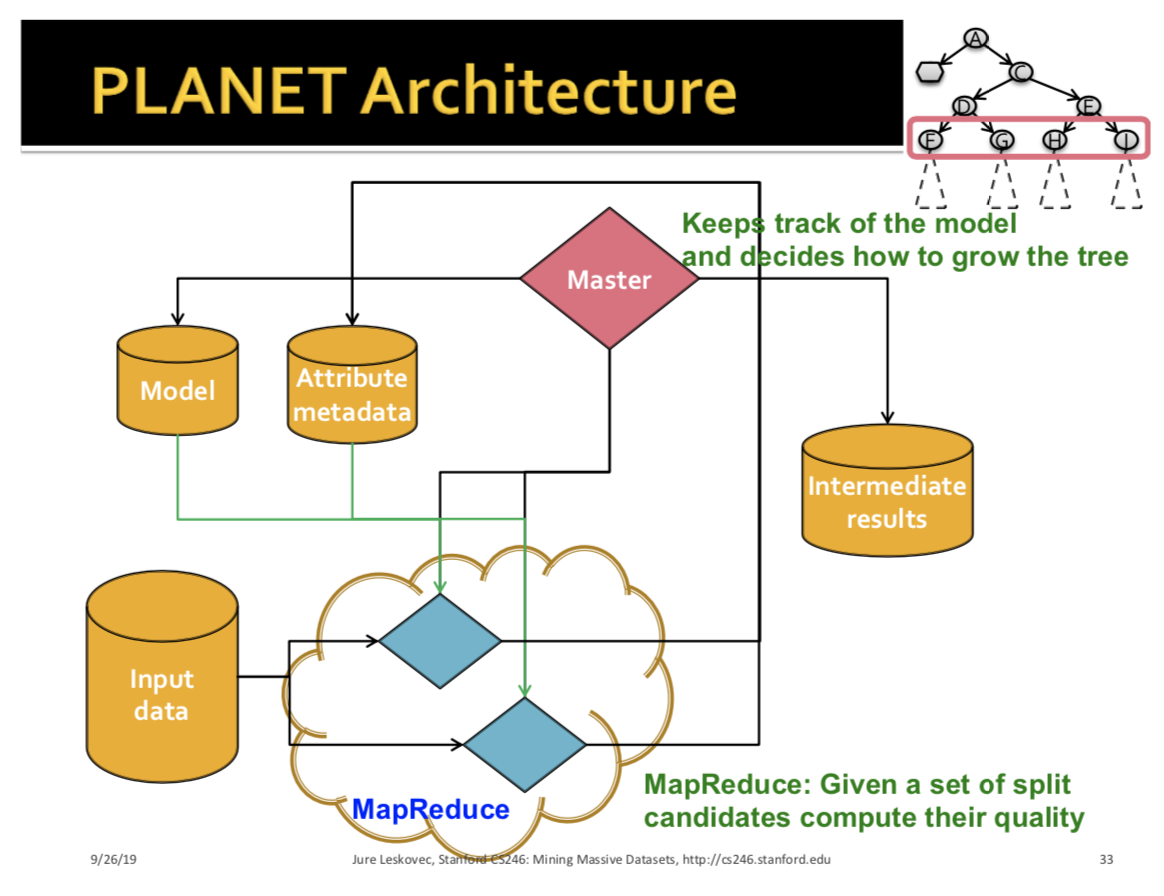 PLANET Architecture
A
C
D
E
F
G
H
I
Keeps track of the model
and decides how to grow the tree
Master
Model
Attribute
metadata
Intermediate
results
Input
data
MapReduce
MapReduce: Given a set of split
candidates compute their quality
9/26/19
Jure Leskovec, Stanford CS246: Mining Massive Datasets, http://cs246.stanford.edu
33